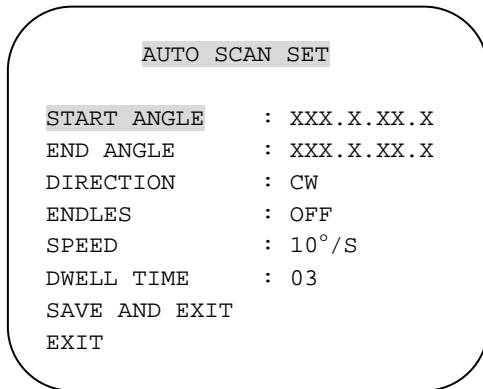 AUTO SCAN SET
START ANGLE : XXX.X.XX.X
END ANGLE : XXX.X.XX.X
DIRECTION : CW
ENDLES : OFF
SPEED : 10°/S
DWELL TIME : 03
SAVE AND EXIT
EXIT